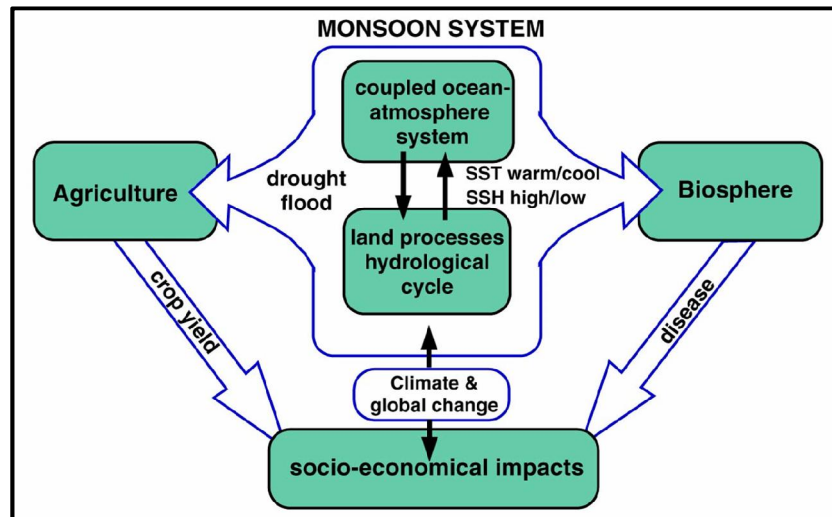 MONSOON SYSTEM
coupled ocean-
atmosphere
system
Agriculture
drought
flood
SST warm/cool
SSH high/low
Biosphere
land processes
hydrological
cycle
crop yield
disease
Climate &
global change
socio-economical impacts